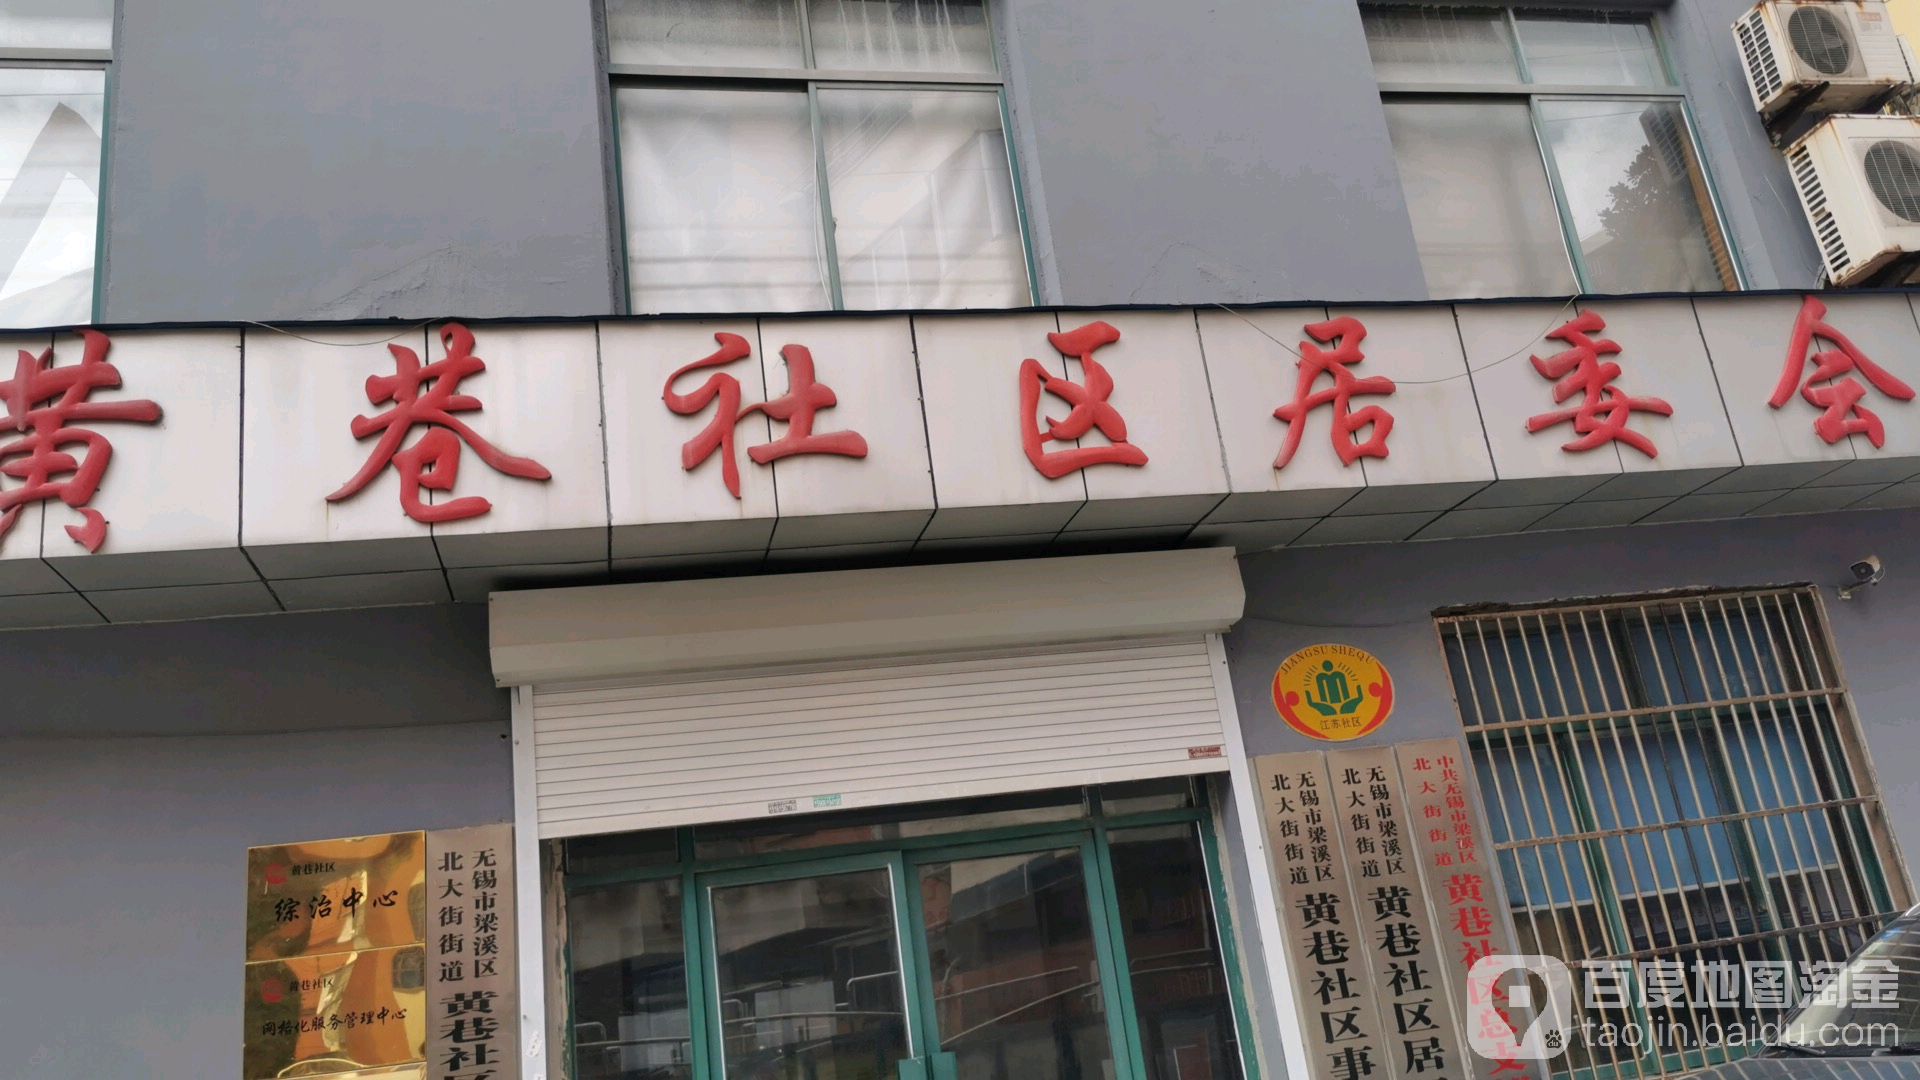 黄巷社区居委会
JIANGSU SHEQU
江苏社区
黄巷社区
综治中心
黄巷社区
网格化服务管理中心
无锡市梁溪区
北大街街道
黄巷社区
无锡市梁溪区
北大街街道
黄巷社区事
无锡市梁溪区
北大街街道
黄巷社区居
中共无锡市梁溪区
北大街街道
黄巷社区总支
百度地图淘金
taojin.baidu.com